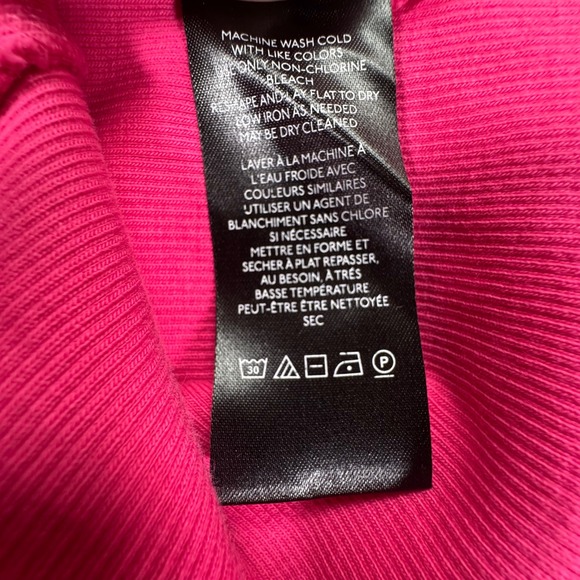 MACHINE WASH COLD
WITH LIKE COLORS
USE ONLY NON-CHLORINE
BLEACH
RESHAPE AND LAY FLAT TO DRY
LOW IRON AS NEEDED
MAY BE DRY CLEANED
LAVER À LA MACHINE À
L'EAU FROIDE AVEC
COULEURS SIMILAIRES
UTILISER UN AGENT DE
BLANCHIMENT SANS CHLORE
SI NÉCESSAIRE
METTRE EN FORME ET
SECHER À PLAT REPASSER,
AU BESOIN, À TRÉS
BASSE TEMPÉRATURE
PEUT-ÊTRE ÊTRE NETTOYÉE
SEC
30 P